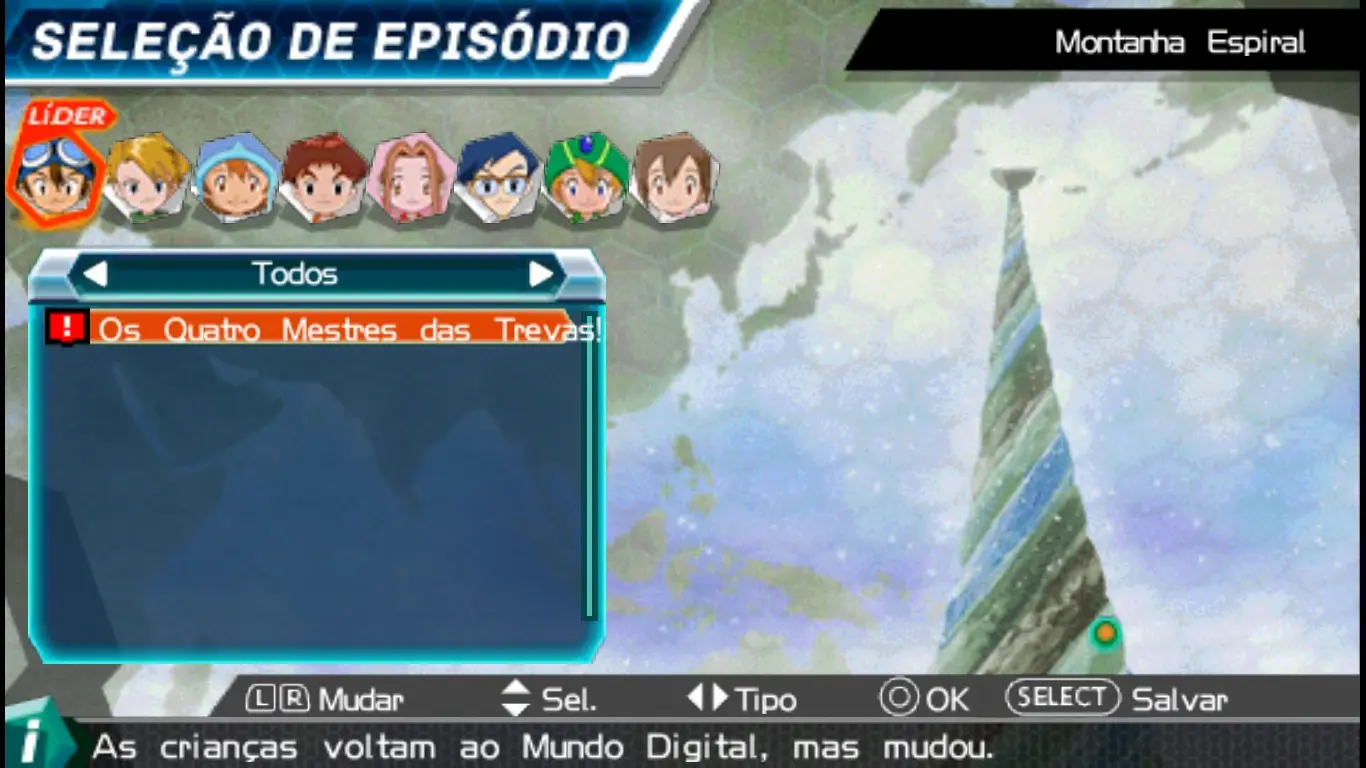 SELEÇÃO DE EPISÓDIO
Montanha Espiral
LÍDER
Todos
! Os Quatro Mestres das Trevas!
L R Mudar Sel. Tipo OK SELECT Salvar
i As crianças voltam ao Mundo Digital, mas mudou.